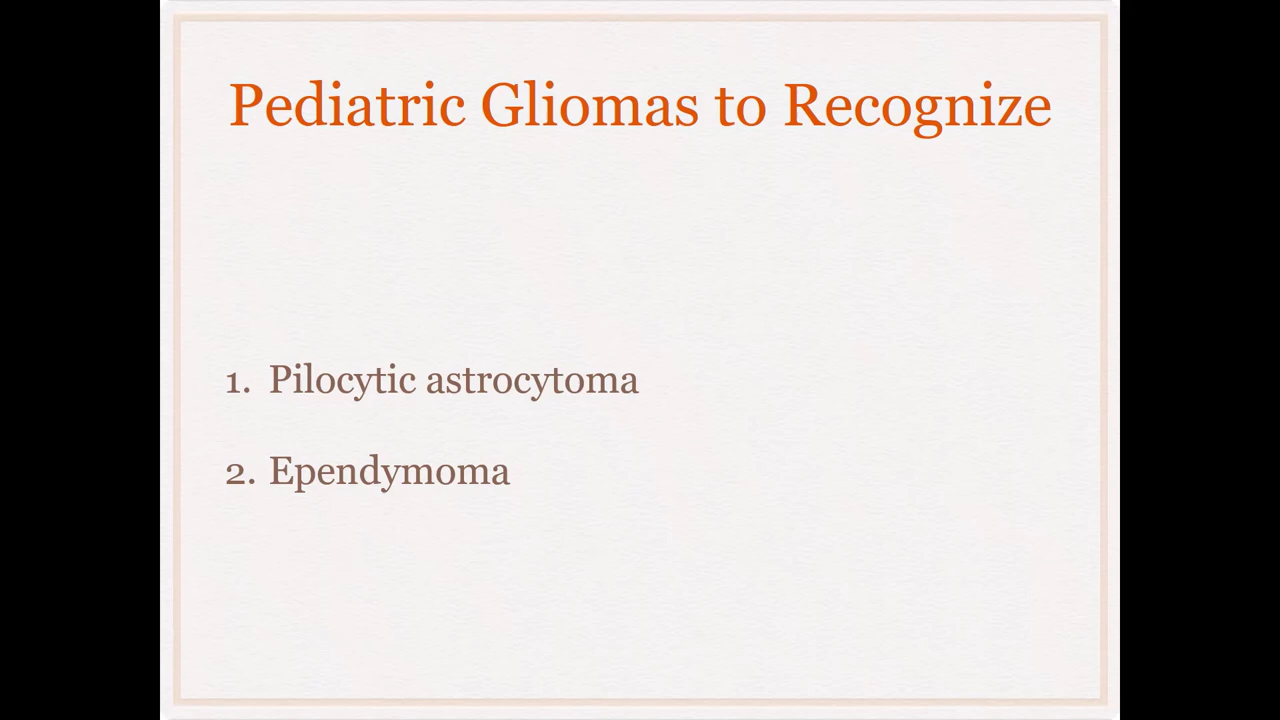 Pediatric Gliomas to Recognize
1. Pilocytic astrocytoma
2. Ependymoma